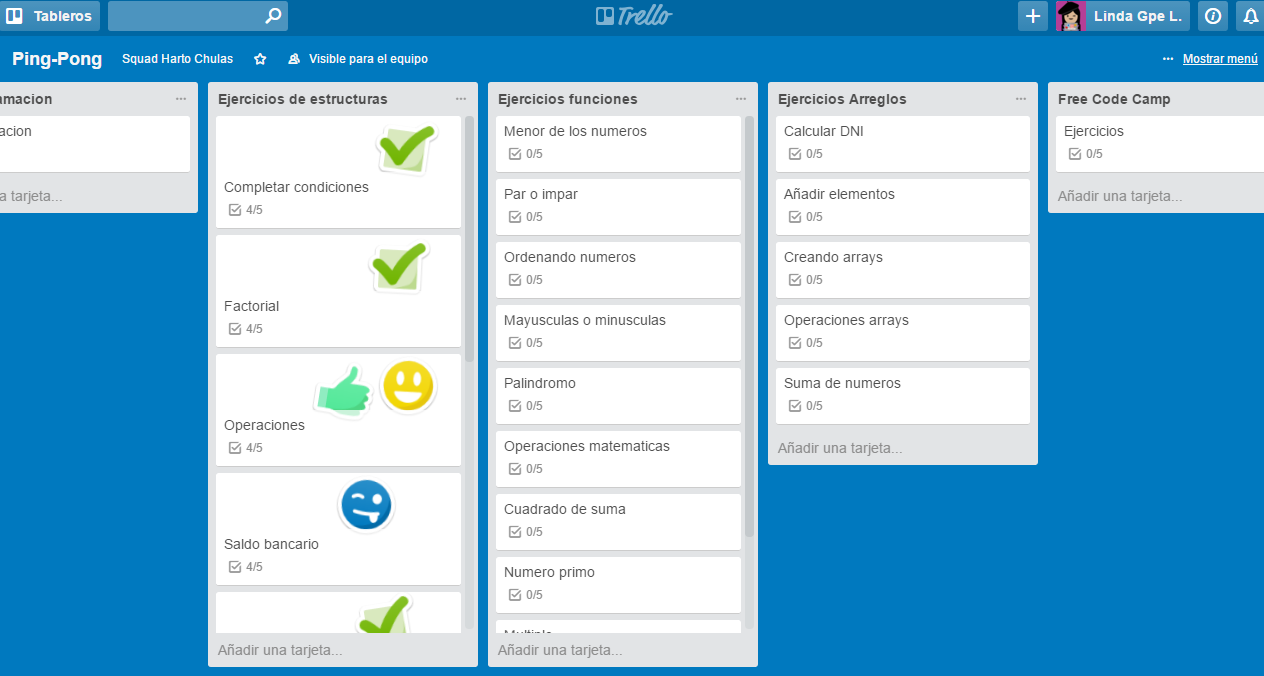 Tableros
Trello
Linda Gpe L.
Ping-Pong
Squad Harto Chulas
Visible para el equipo
Mostrar menú
amacion
acion
a tarjeta...
Ejercicios de estructuras
Completar condiciones
4/5
Factorial
4/5
Operaciones
4/5
Saldo bancario
4/5
Añadir una tarjeta...
Ejercicios funciones
Menor de los numeros
0/5
Par o impar
0/5
Ordenando numeros
0/5
Mayusculas o minusculas
0/5
Palindromo
0/5
Operaciones matematicas
0/5
Cuadrado de suma
0/5
Numero primo
0/5
Añadir una tarjeta...
Ejercicios Arreglos
Calcular DNI
0/5
Añadir elementos
0/5
Creando arrays
0/5
Operaciones arrays
0/5
Suma de numeros
0/5
Añadir una tarjeta...
Free Code Camp
Ejercicios
0/5
Añadir una tarjeta...